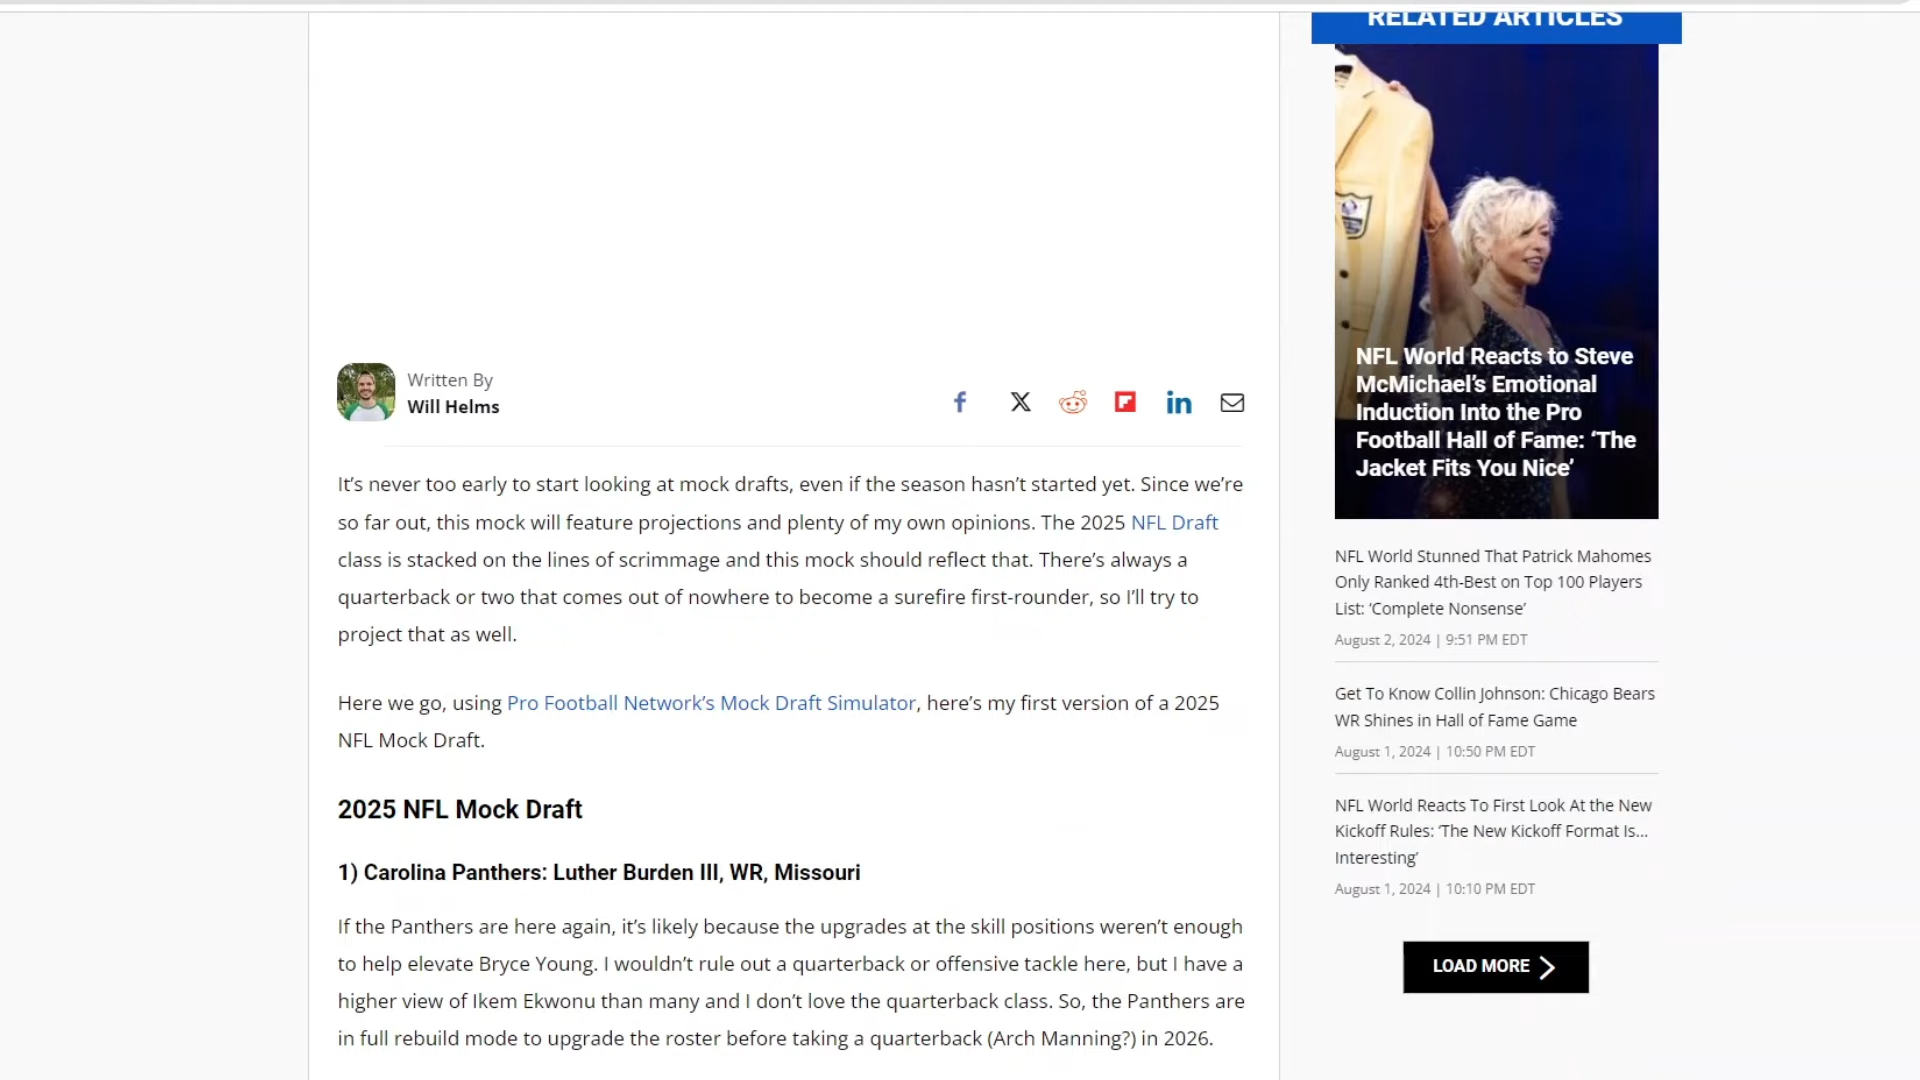 RELATED ARTICLES
Written By
Will Helms
It’s never too early to start looking at mock drafts, even if the season hasn’t started yet. Since we’re
so far out, this mock will feature projections and plenty of my own opinions. The 2025 NFL Draft
class is stacked on the lines of scrimmage and this mock should reflect that. There’s always a
quarterback or two that comes out of nowhere to become a surefire first-rounder, so I’ll try to
project that as well.
Here we go, using Pro Football Network’s Mock Draft Simulator, here’s my first version of a 2025
NFL Mock Draft.
2025 NFL Mock Draft
1) Carolina Panthers: Luther Burden III, WR, Missouri
If the Panthers are here again, it’s likely because the upgrades at the skill positions weren’t enough
to help elevate Bryce Young. I wouldn’t rule out a quarterback or offensive tackle here, but I have a
higher view of Ikem Ekwonu than many and I don’t love the quarterback class. So, the Panthers are
in full rebuild mode to upgrade the roster before taking a quarterback (Arch Manning?) in 2026.
NFL World Reacts to Steve
McMichael’s Emotional
Induction Into the Pro
Football Hall of Fame: ‘The
Jacket Fits You Nice’
NFL World Stunned That Patrick Mahomes
Only Ranked 4th-Best on Top 100 Players
List: ‘Complete Nonsense’
August 2, 2024 | 9:51 PM EDT
Get To Know Collin Johnson: Chicago Bears
WR Shines in Hall of Fame Game
August 1, 2024 | 10:50 PM EDT
NFL World Reacts To First Look At the New
Kickoff Rules: ‘The New Kickoff Format Is...
Interesting’
August 1, 2024 | 10:10 PM EDT
LOAD MORE